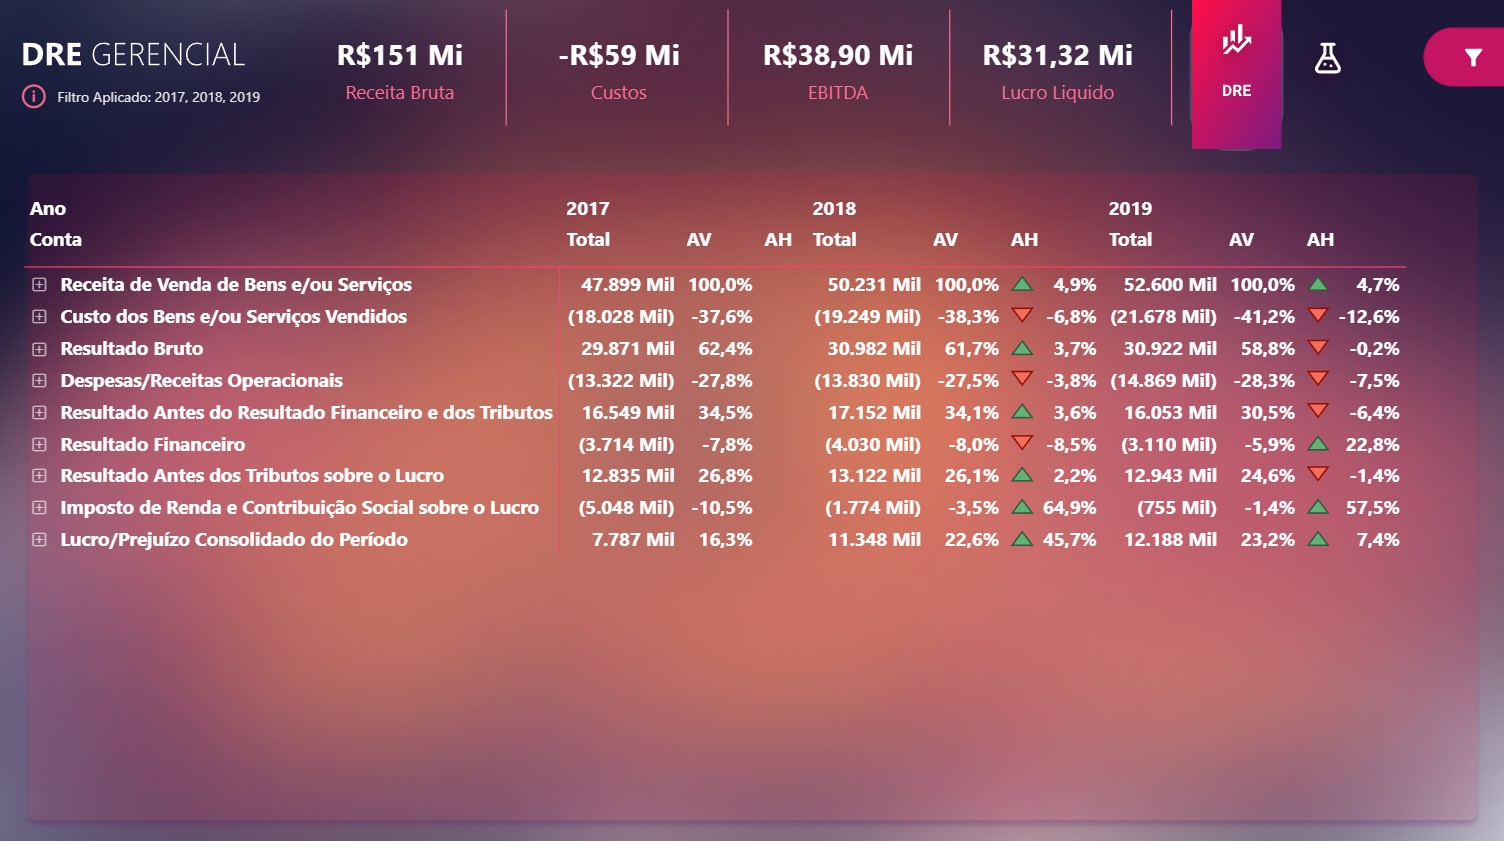 DRE GERENCIAL
Filtro Aplicado: 2017, 2018, 2019
R$151 Mi
Receita Bruta
-R$59 Mi
Custos
R$38,90 Mi
EBITDA
R$31,32 Mi
Lucro Liquido
DRE
Ano 2017 2018 2019
Conta Total AV AH Total AV AH Total AV AH
Receita de Venda de Bens e/ou Serviços 47.899 Mil 100,0% 50.231 Mil 100,0% 4,9% 52.600 Mil 100,0% 4,7%
Custo dos Bens e/ou Serviços Vendidos (18.028 Mil) -37,6% (19.249 Mil) -38,3% -6,8% (21.678 Mil) -41,2% -12,6%
Resultado Bruto 29.871 Mil 62,4% 30.982 Mil 61,7% 3,7% 30.922 Mil 58,8% -0,2%
Despesas/Receitas Operacionais (13.322 Mil) -27,8% (13.830 Mil) -27,5% -3,8% (14.869 Mil) -28,3% -7,5%
Resultado Antes do Resultado Financeiro e dos Tributos 16.549 Mil 34,5% 17.152 Mil 34,1% 3,6% 16.053 Mil 30,5% -6,4%
Resultado Financeiro (3.714 Mil) -7,8% (4.030 Mil) -8,0% -8,5% (3.110 Mil) -5,9% 22,8%
Resultado Antes dos Tributos sobre o Lucro 12.835 Mil 26,8% 13.122 Mil 26,1% 2,2% 12.943 Mil 24,6% -1,4%
Imposto de Renda e Contribuição Social sobre o Lucro (5.048 Mil) -10,5% (1.774 Mil) -3,5% 64,9% (755 Mil) -1,4% 57,5%
Lucro/Prejuízo Consolidado do Período 7.787 Mil 16,3% 11.348 Mil 22,6% 45,7% 12.188 Mil 23,2% 7,4%